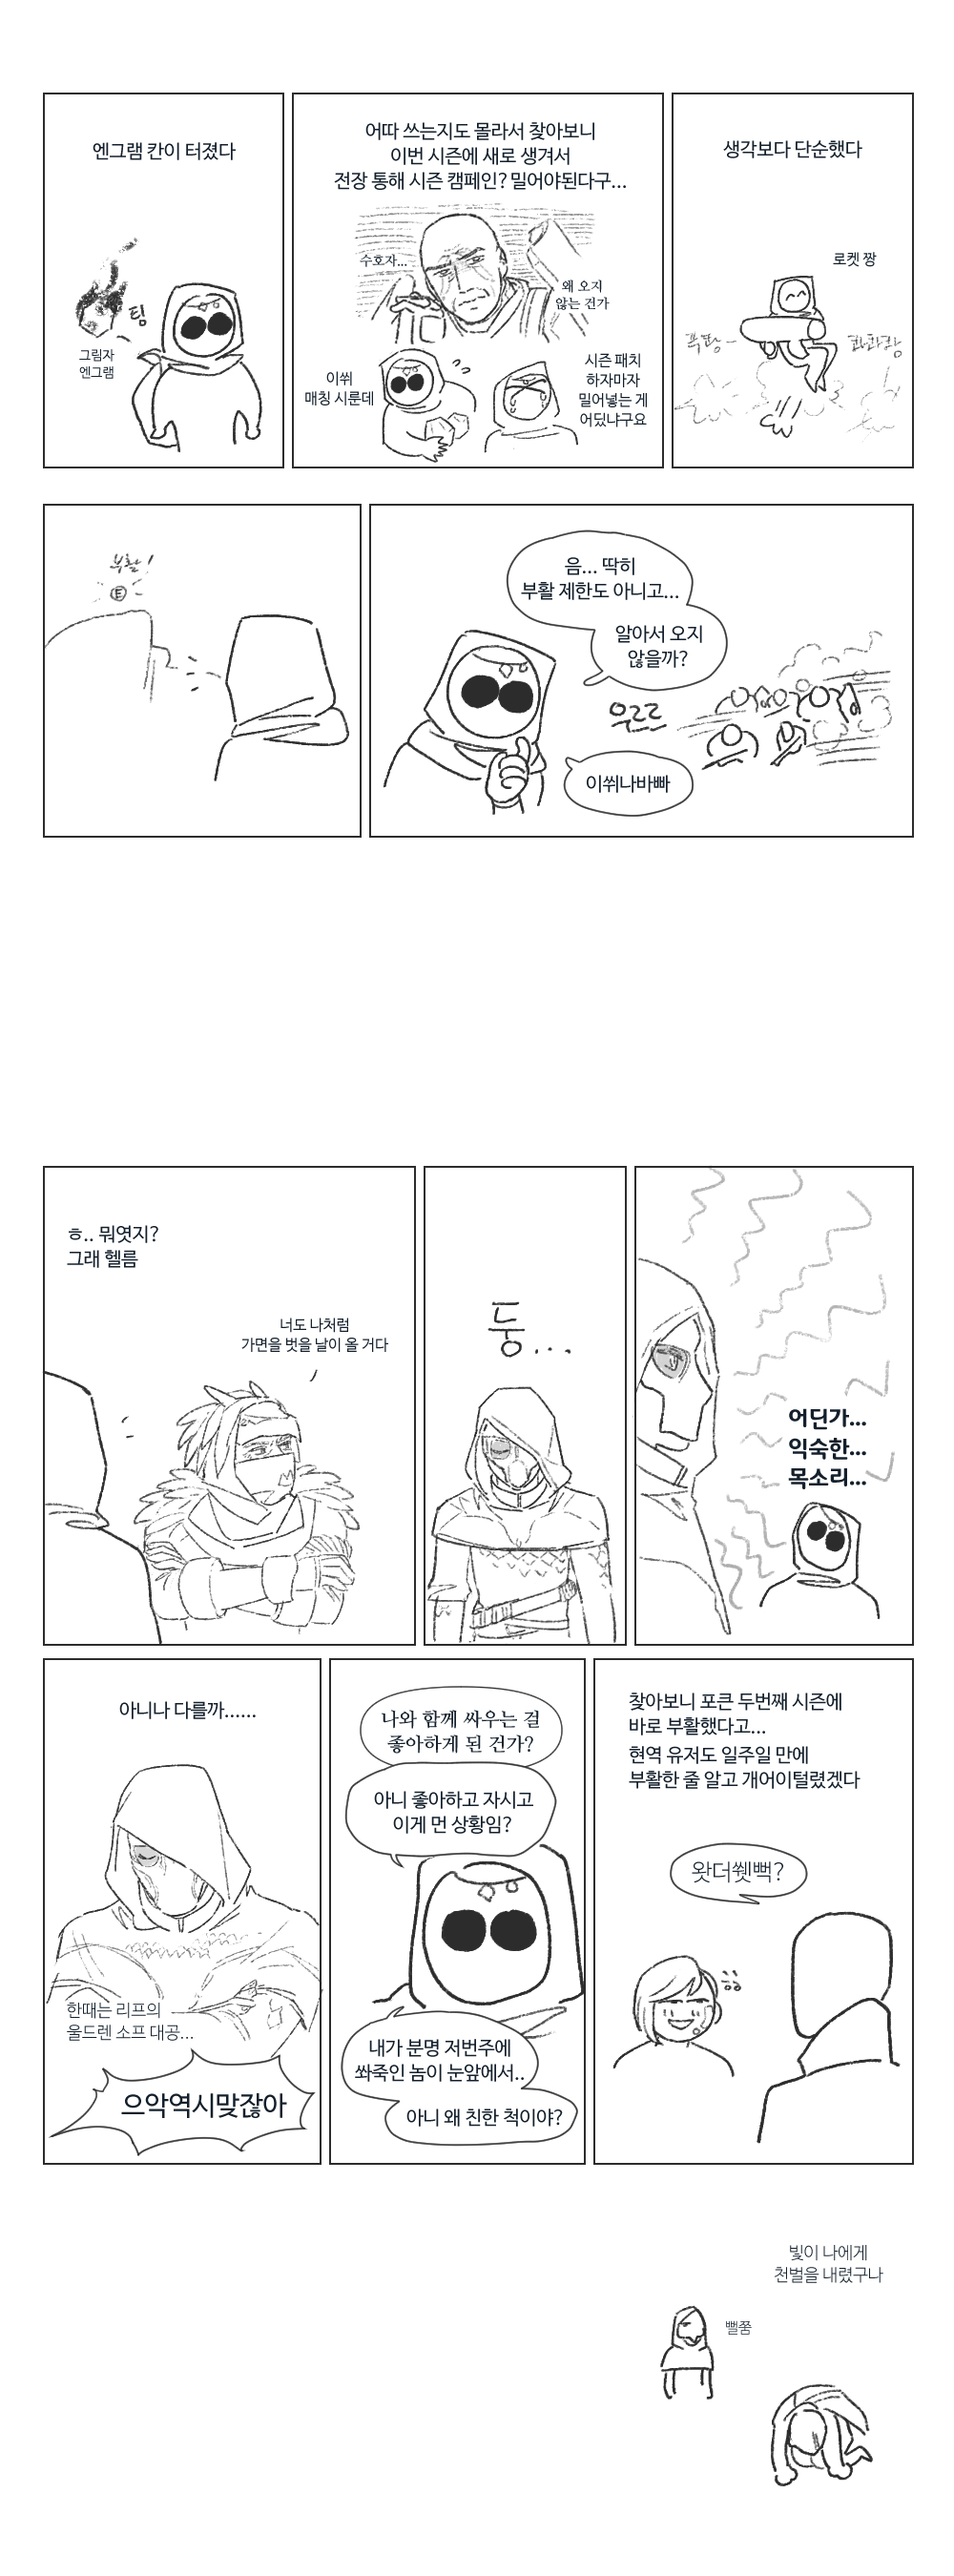 엔그램 칸이 터졌다
팅
그림자
엔그램
어따 쓰는지도 몰라서 찾아보니
이번 시즌에 새로 생겨서
전장 통해 시즌 캠페인? 밀어야된다구...
수호자...
왜 오지
않는 건가
이쒸
매칭 시룬데
시즌 패치
하자마자
밀어넣는 게
어딨냐구요
생각보다 단순했다
로켓 짱
폭팡~
콰콰광
부활!
E
음... 딱히
부활 제한도 아니고...
알아서 오지
않을까?
우르르
이쒸나바빠
ㅎ.. 뭐엿지?
그래 헬름
너도 나처럼
가면을 벗을 날이 올 거다
둥...
어딘가...
익숙한...
목소리...
아니나 다를까......
한때는 리프의
울드렌 소프 대공...
으악역시맞잖아
나와 함께 싸우는 걸
좋아하게 된 건가?
아니 좋아하고 자시고
이게 먼 상황임?
내가 분명 저번주에
쏴죽인 놈이 눈앞에서..
아니 왜 친한 척이야?
찾아보니 포큰 두번째 시즌에
바로 부활했다고...
현역 유저도 일주일 만에
부활한 줄 알고 개어이털렸겠다
왓더쉣뻑?
빛이 나에게
천벌을 내렸구나
뻘쭘